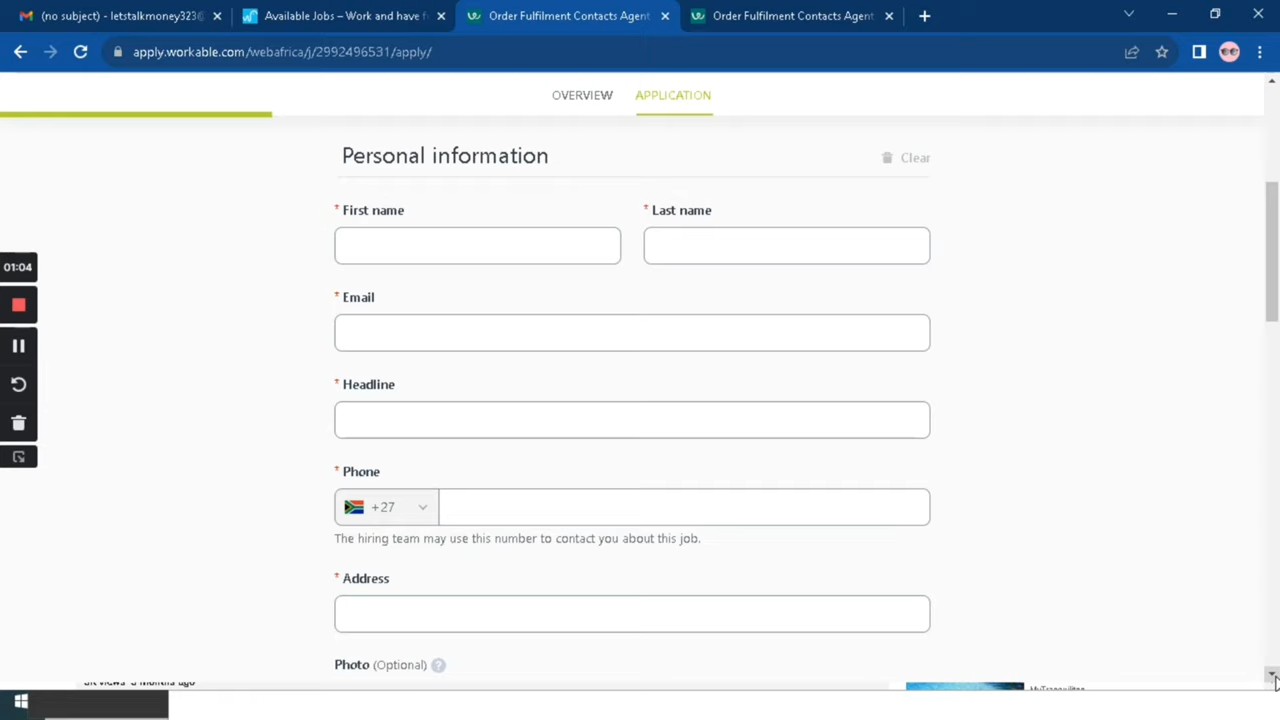 (no subject) - letstalkmoney323@
Available Jobs – Work and have f
Order Fulfilment Contacts Agent
Order Fulfilment Contacts Agent
apply.workable.com/webafrica/j/2992496531/apply/
OVERVIEW APPLICATION
Personal information
Clear
* First name * Last name
01:04
* Email
* Headline
* Phone
+27
The hiring team may use this number to contact you about this job.
* Address
Photo (Optional) ?